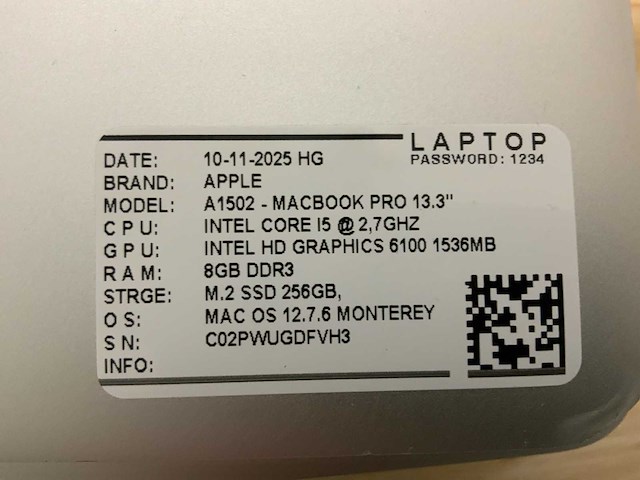 LAPTOP
PASSWORD: 1234
DATE: 10-11-2025 HG
BRAND: APPLE
MODEL: A1502 - MACBOOK PRO 13.3"
CPU: INTEL CORE I5 @ 2,7GHZ
GPU: INTEL HD GRAPHICS 6100 1536MB
RAM: 8GB DDR3
STRGE: M.2 SSD 256GB,
OS: MAC OS 12.7.6 MONTEREY
SN: C02PWUGDFVH3
INFO: